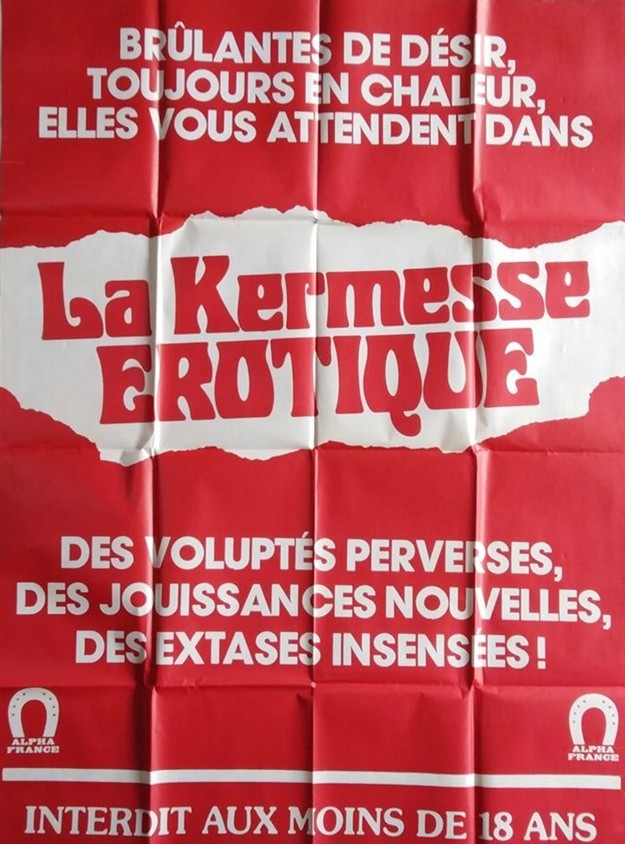 BRÛLANTES DE DÉSIR,
TOUJOURS EN CHALEUR,
ELLES VOUS ATTENDENT DANS
La Kermesse
EROTIQUE
DES VOLUPTÉS PERVERSES,
DES JOUISSANCES NOUVELLES,
DES EXTASES INSENSÉES !
ALPHA
FRANCE
ALPHA
FRANCE
INTERDIT AUX MOINS DE 18 ANS